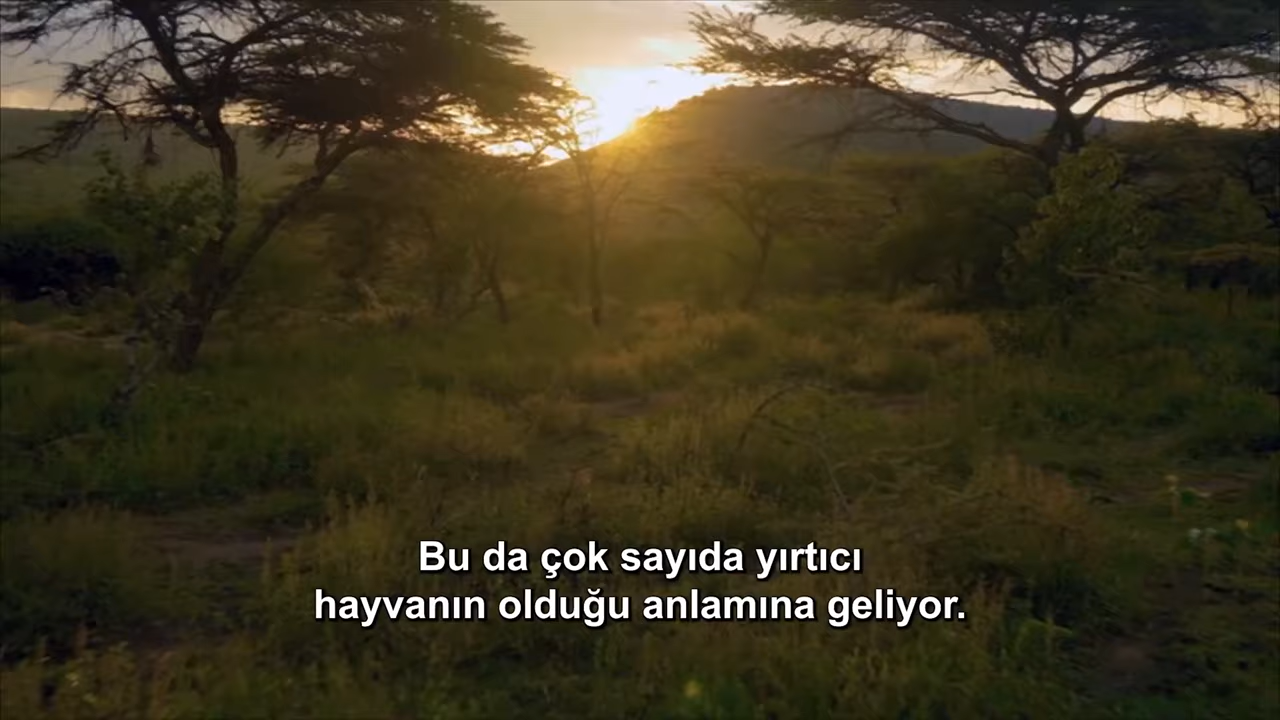 Bu da çok sayıda yırtıcı
hayvanın olduğu anlamına geliyor.